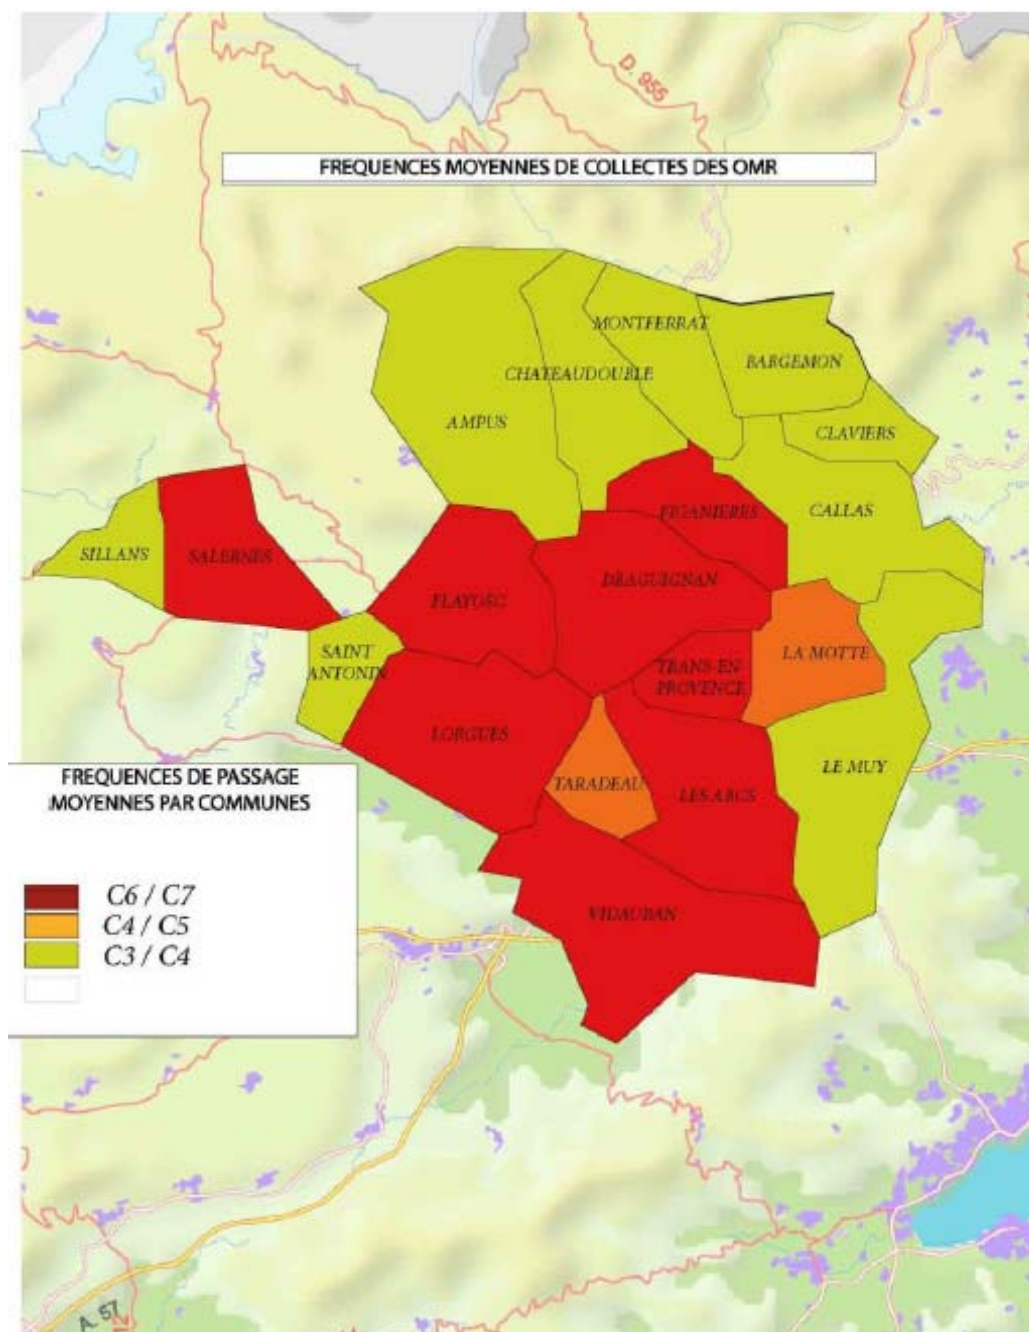 D. 955
FREQUENCES MOYENNES DE COLLECTES DES OMR
MONTFERRAT
BARGEMON
CHATEAUDOUBLE
AMPUS
CLAVIERS
CALLAS
FIGANIERES
SILLANS
SALERNES
DRAGUIGNAN
FLAYOSC
SAINT
ANTONIN
LA MOTTE
TRANS-EN-
PROVENCE
LORGUES
LE MUY
TARADEAU
LES ARCS
VIDAUBAN
FREQUENCES DE PASSAGE
MOYENNES PAR COMMUNES
C6 / C7
C4 / C5
C3 / C4
A. 57